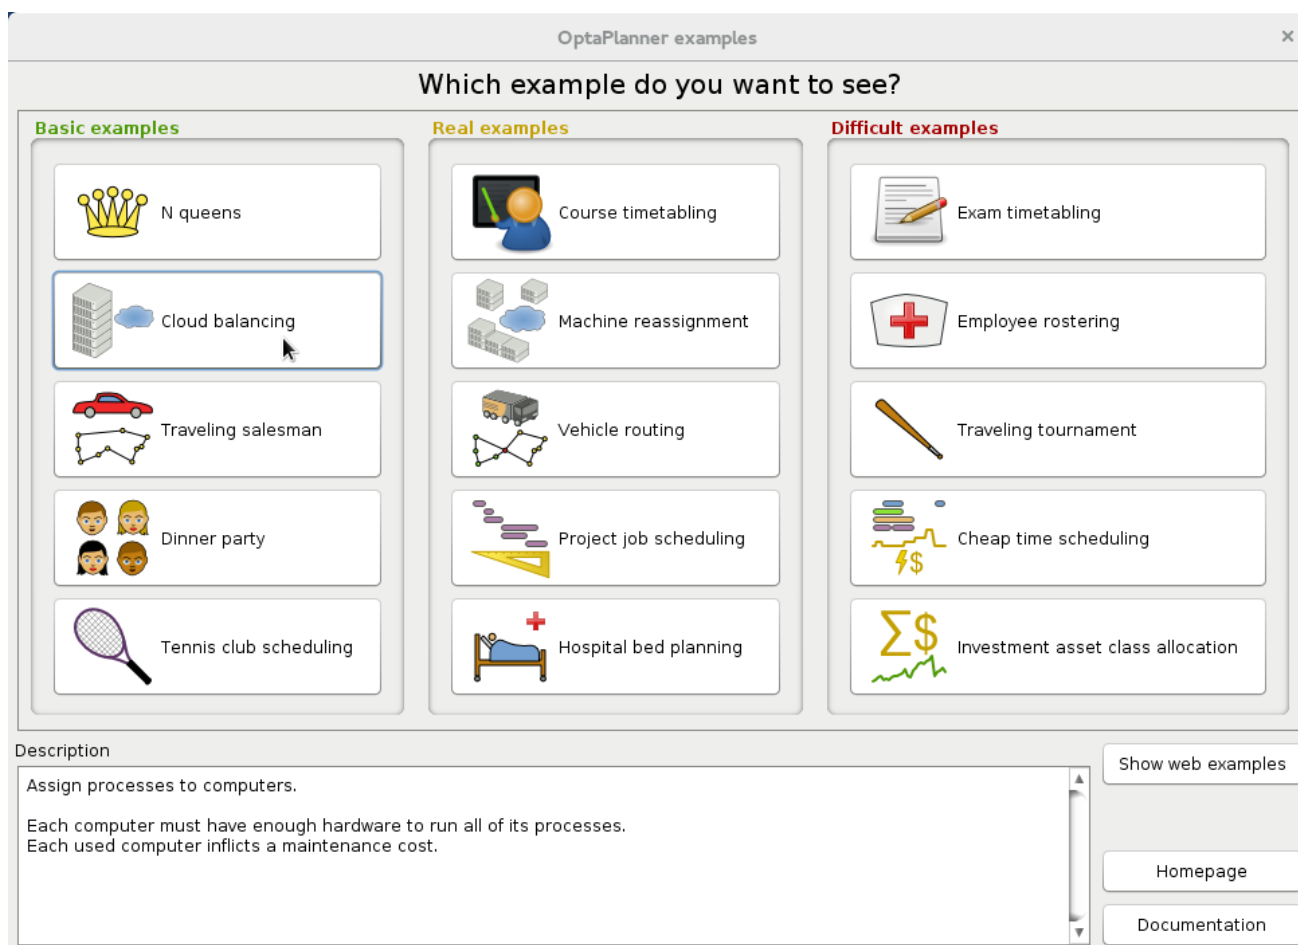 OptaPlanner examples
Which example do you want to see?
Basic examples
N queens
Cloud balancing
Traveling salesman
Dinner party
Tennis club scheduling
Real examples
Course timetabling
Machine reassignment
Vehicle routing
Project job scheduling
Hospital bed planning
Difficult examples
Exam timetabling
Employee rostering
Traveling tournament
Cheap time scheduling
$
Σ$
Investment asset class allocation
Description
Assign processes to computers.
Each computer must have enough hardware to run all of its processes.
Each used computer inflicts a maintenance cost.
Show web examples
Homepage
Documentation